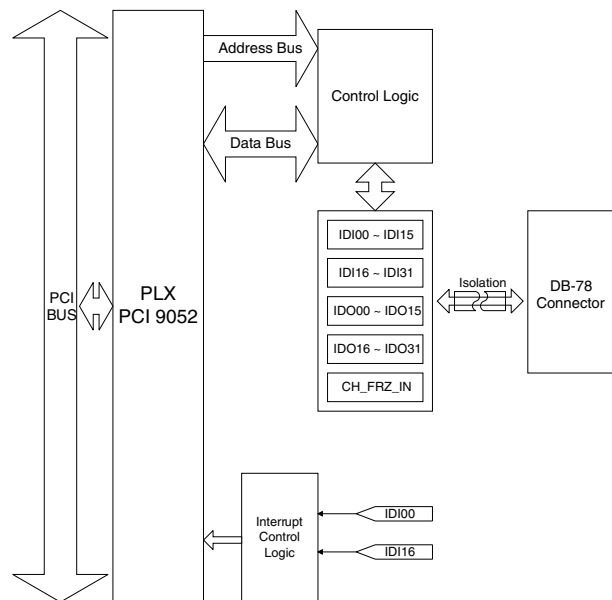 Address Bus
Control Logic
Data Bus
PCI
BUS
PLX
PCI 9052
IDI00 ~ IDI15
IDI16 ~ IDI31
IDO00 ~ IDO15
IDO16 ~ IDO31
CH_FRZ_IN
Isolation
DB-78
Connector
Interrupt
Control
Logic
IDI00
IDI16